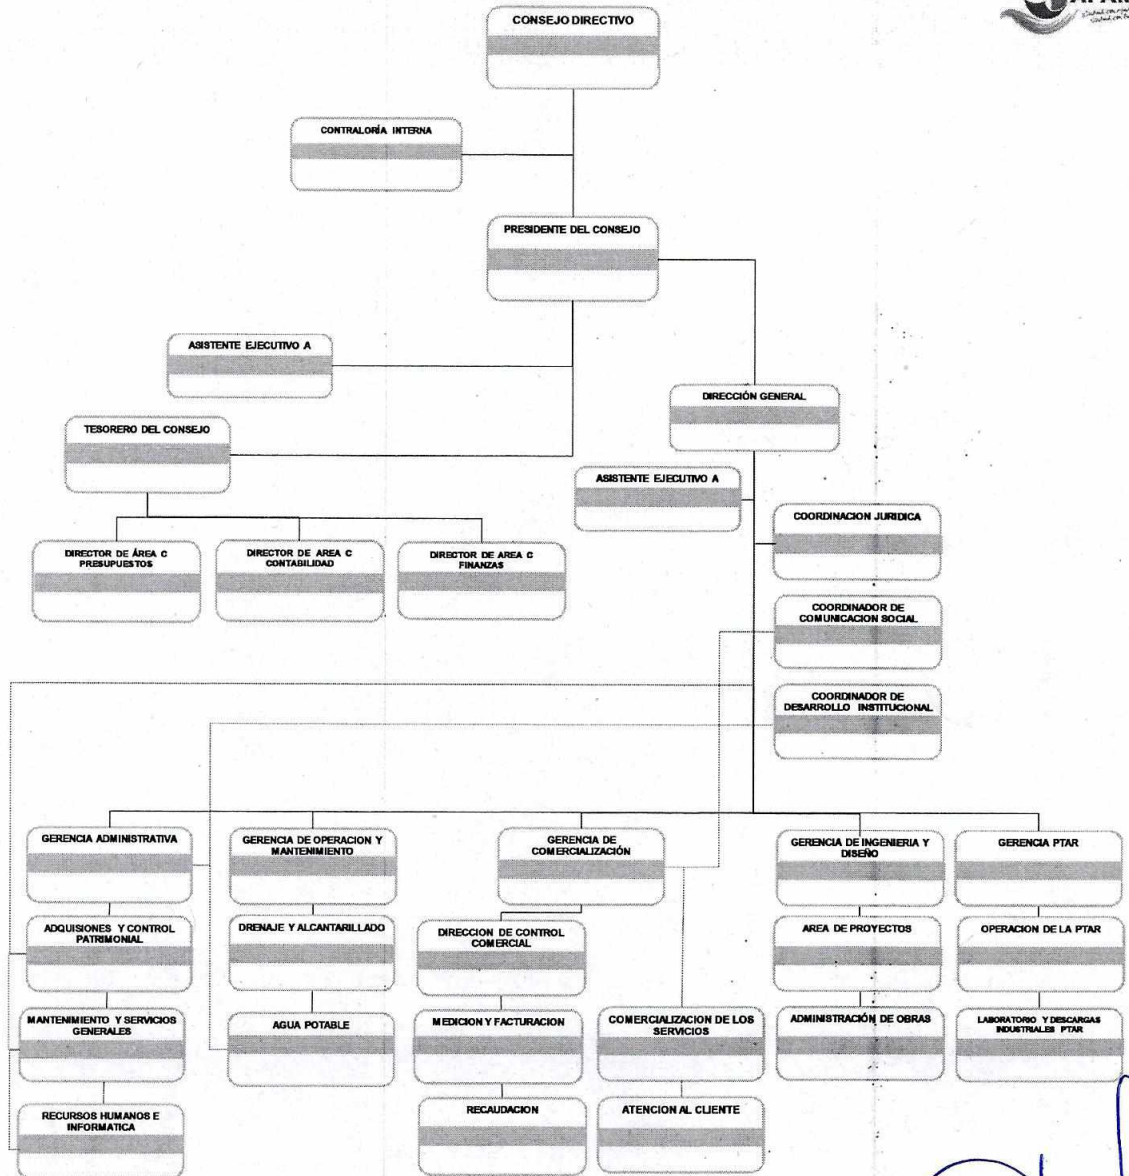 CONSEJO DIRECTIVO
CONTRALORÍA INTERNA
PRESIDENTE DEL CONSEJO
ASISTENTE EJECUTIVO A
DIRECCIÓN GENERAL
TESORERO DEL CONSEJO
ASISTENTE EJECUTIVO A
COORDINACION JURIDICA
DIRECTOR DE ÁREA C
PRESUPUESTOS
DIRECTOR DE AREA C
CONTABILIDAD
DIRECTOR DE AREA C
FINANZAS
COORDINADOR DE
COMUNICACION SOCIAL
COORDINADOR DE
DESARROLLO INSTITUCIONAL
GERENCIA ADMINISTRATIVA
GERENCIA DE OPERACION Y
MANTENIMIENTO
GERENCIA DE
COMERCIALIZACIÓN
GERENCIA DE INGENIERIA Y
DISEÑO
GERENCIA PTAR
ADQUISIONES Y CONTROL
PATRIMONIAL
DRENAJE Y ALCANTARILLADO
DIRECCION DE CONTROL
COMERCIAL
AREA DE PROYECTOS
OPERACION DE LA PTAR
MANTENIMIENTO Y SERVICIOS
GENERALES
AGUA POTABLE
MEDICION Y FACTURACION
COMERCIALIZACION DE LOS
SERVICIOS
ADMINISTRACIÓN DE OBRAS
LABORATORIO Y DESCARGAS
INDUSTRIALES PTAR
RECURSOS HUMANOS E
INFORMATICA
RECAUDACION
ATENCION AL CLIENTE